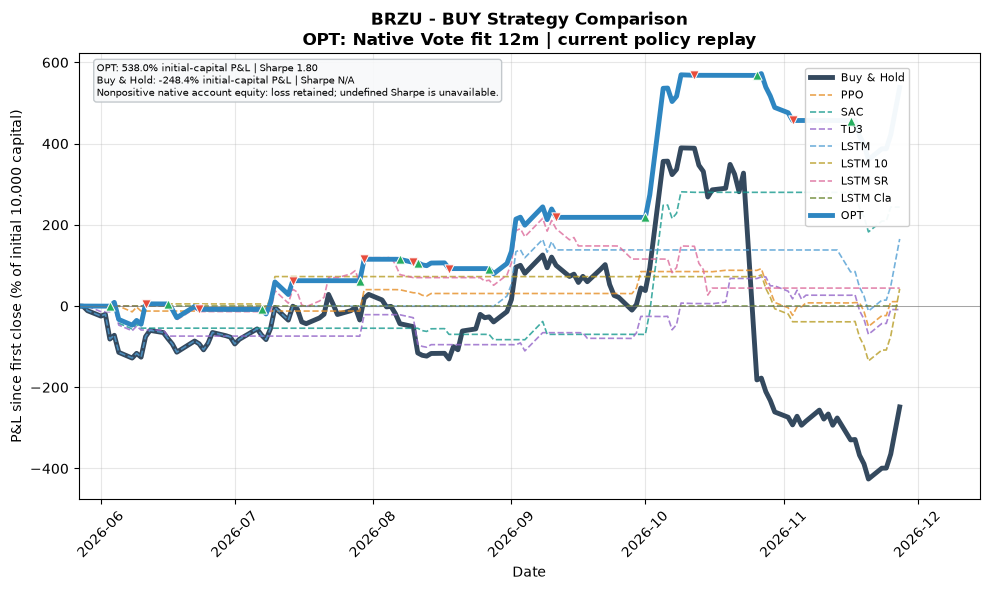 BRZU - BUY Strategy Comparison
OPT: Native Vote fit 12m | current policy replay
OPT: 538.0% initial-capital P&L | Sharpe 1.80
Buy & Hold: -248.4% initial-capital P&L | Sharpe N/A
Nonpositive native account equity: loss retained; undefined Sharpe is unavailable.
Buy & Hold
PPO
SAC
TD3
LSTM
LSTM 10
LSTM SR
LSTM Cla
OPT
P&L since first close (% of initial 10,000 capital)
600
400
200
0
−200
−400
2026-06
2026-07
2026-08
2026-09
2026-10
2026-11
2026-12
Date